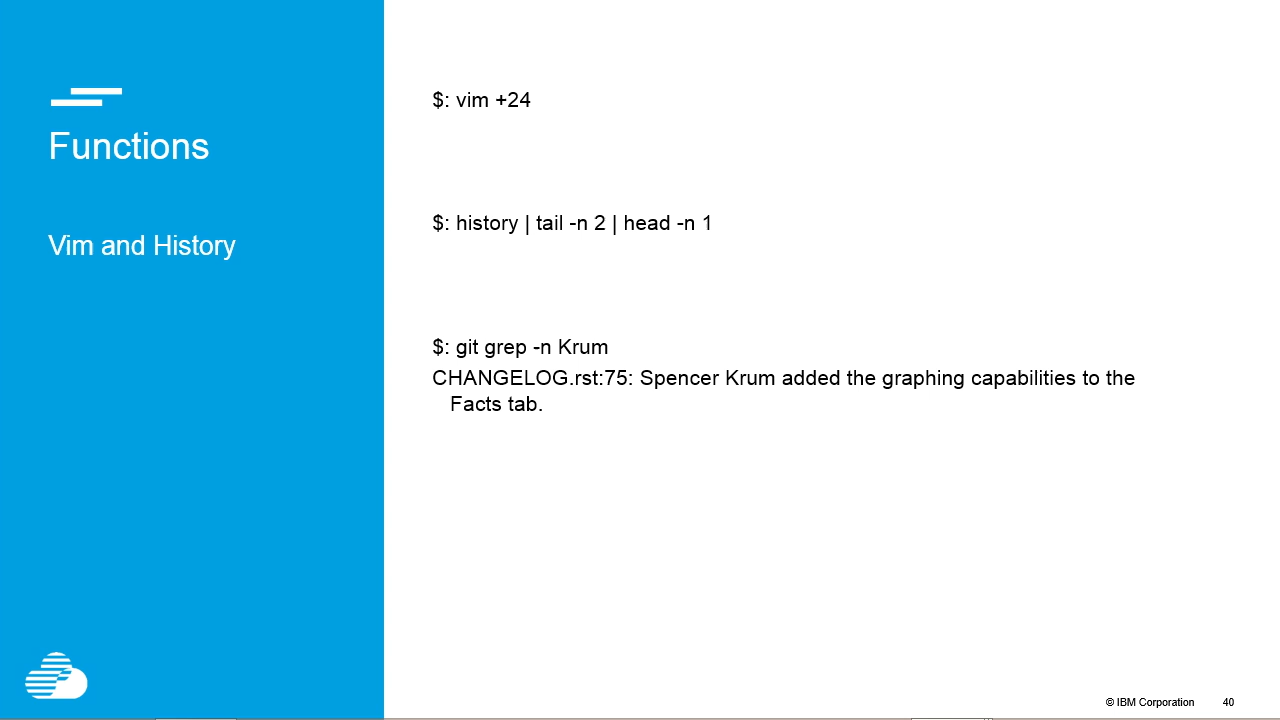 Functions
Vim and History
$: vim +24
$: history | tail -n 2 | head -n 1
$: git grep -n Krum
CHANGELOG.rst:75: Spencer Krum added the graphing capabilities to the
Facts tab.
© IBM Corporation 40